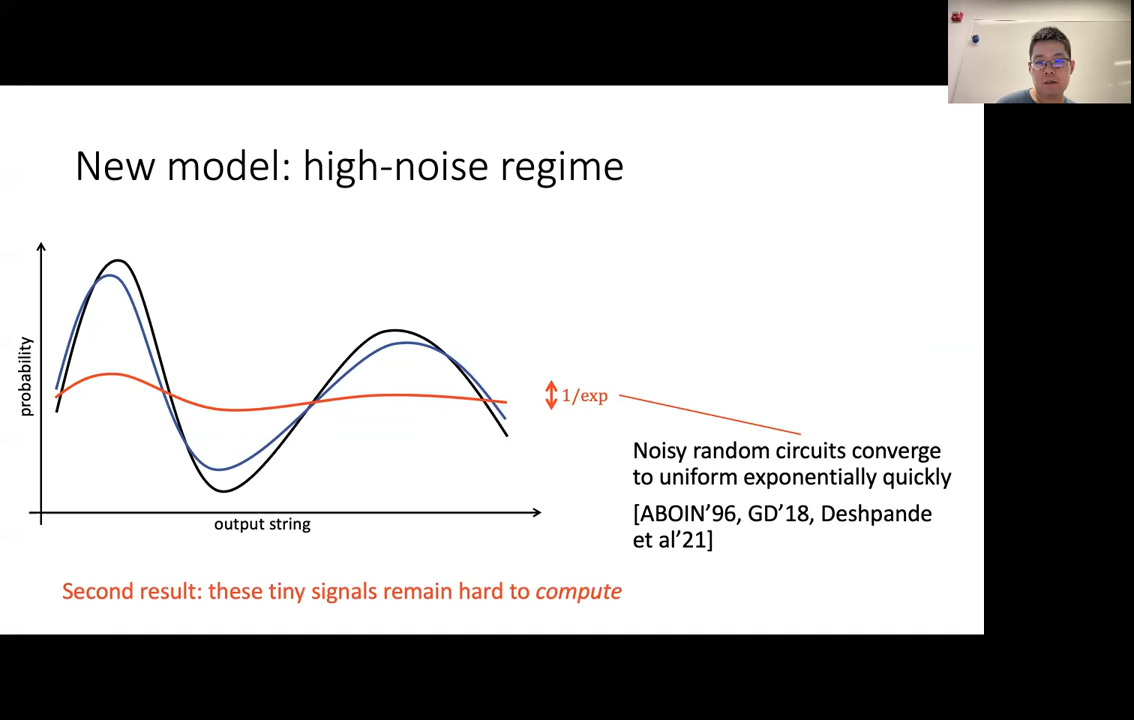 New model: high-noise regime
probability
output string
1/exp
Noisy random circuits converge
to uniform exponentially quickly
[ABOIN’96, GD’18, Deshpande
et al’21]
Second result: these tiny signals remain hard to compute